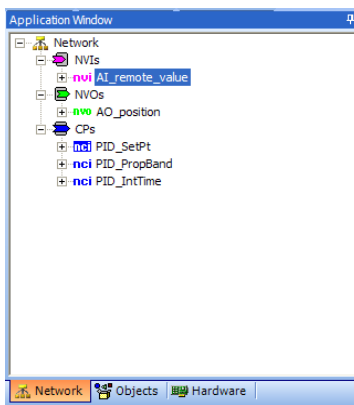 Application Window
Network
NVIs
nvi AI_remote_value
NVOs
nvo AO_position
CPs
nci PID_SetPt
nci PID_PropBand
nci PID_IntTime
Network Objects Hardware